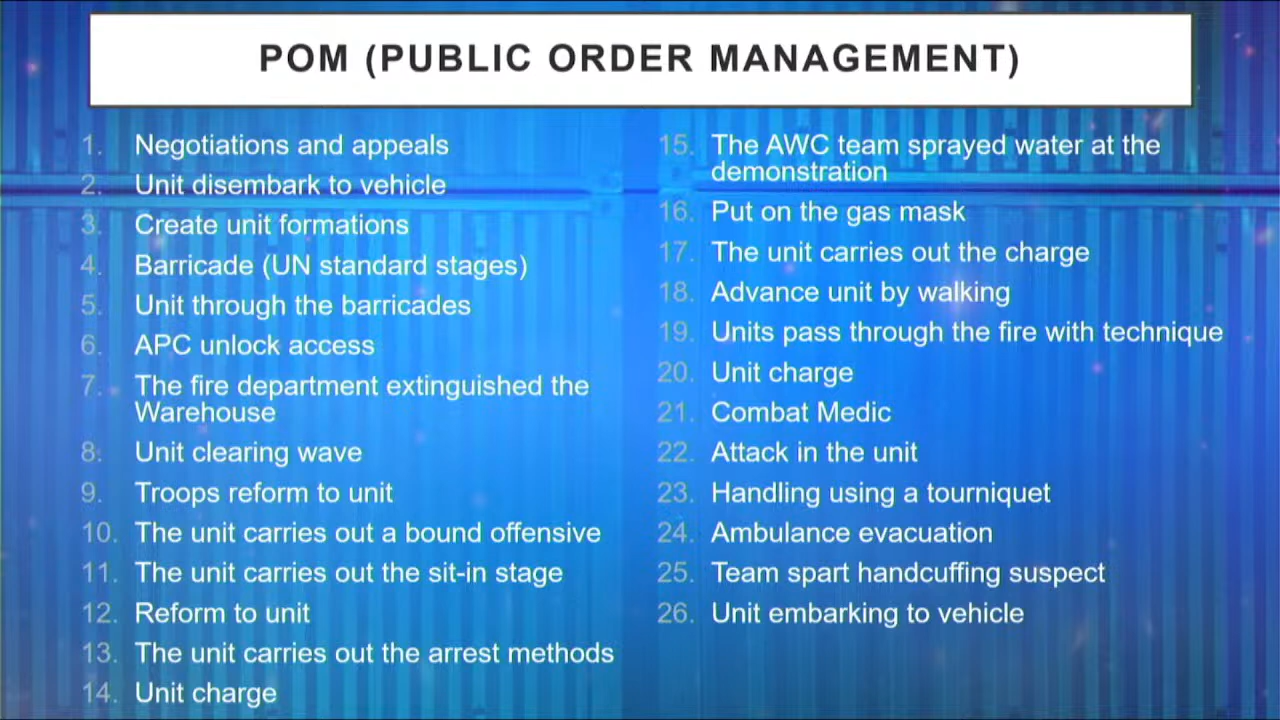 POM (PUBLIC ORDER MANAGEMENT)
1. Negotiations and appeals
2. Unit disembark to vehicle
3. Create unit formations
4. Barricade (UN standard stages)
5. Unit through the barricades
6. APC unlock access
7. The fire department extinguished the
Warehouse
8. Unit clearing wave
9. Troops reform to unit
10. The unit carries out a bound offensive
11. The unit carries out the sit-in stage
12. Reform to unit
13. The unit carries out the arrest methods
14. Unit charge
15. The AWC team sprayed water at the
demonstration
16. Put on the gas mask
17. The unit carries out the charge
18. Advance unit by walking
19. Units pass through the fire with technique
20. Unit charge
21. Combat Medic
22. Attack in the unit
23. Handling using a tourniquet
24. Ambulance evacuation
25. Team spart handcuffing suspect
26. Unit embarking to vehicle